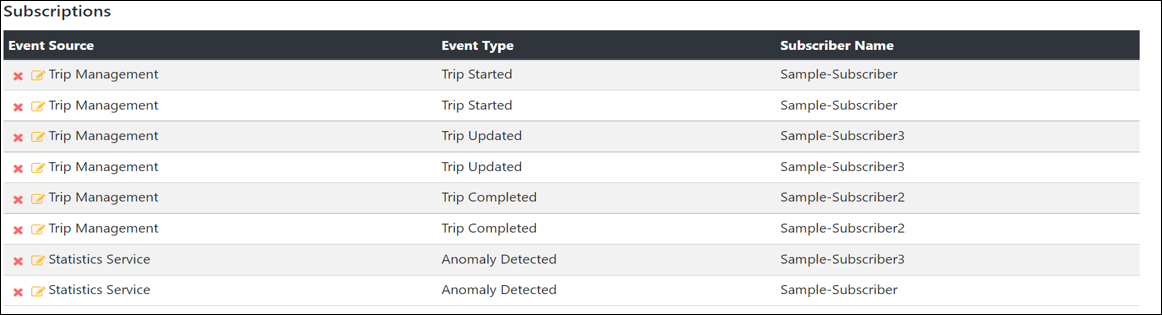 Subscriptions
Event Source Event Type Subscriber Name
Trip Management Trip Started Sample-Subscriber
Trip Management Trip Started Sample-Subscriber
Trip Management Trip Updated Sample-Subscriber3
Trip Management Trip Updated Sample-Subscriber3
Trip Management Trip Completed Sample-Subscriber2
Trip Management Trip Completed Sample-Subscriber2
Statistics Service Anomaly Detected Sample-Subscriber3
Statistics Service Anomaly Detected Sample-Subscriber